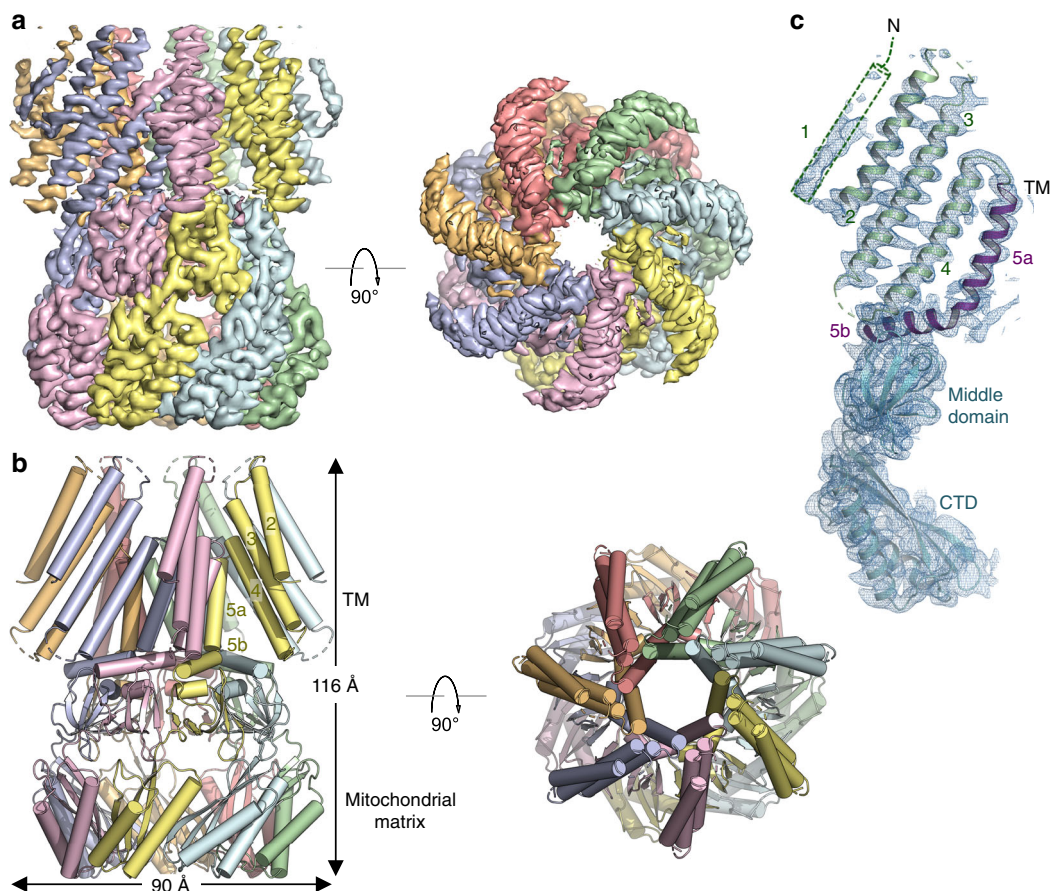 a
90°
b
2
3
4
5a
5b
TM
116 Å
Mitochondrial
matrix
90 Å
90°
c
N
1
3
2
TM
4
5a
5b
Middle
domain
CTD